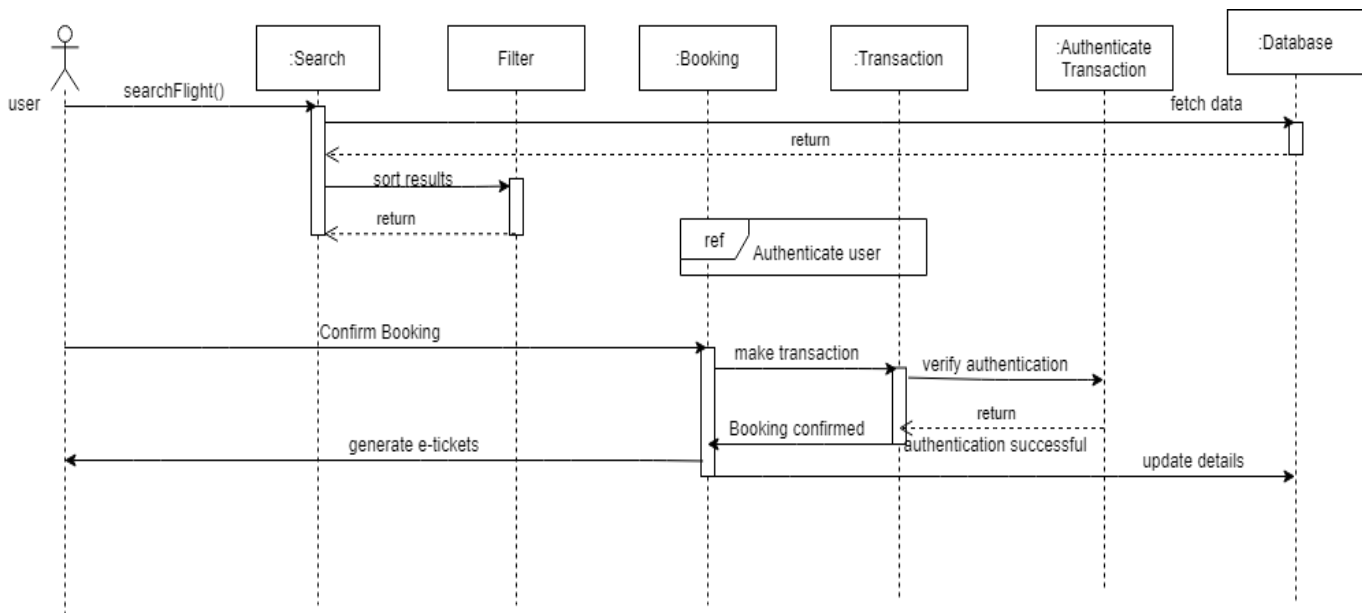 :Search
Filter
:Booking
:Transaction
:Authenticate
Transaction
:Database
user
searchFlight()
fetch data
return
sort results
return
ref
Authenticate user
Confirm Booking
make transaction
verify authentication
return
Booking confirmed
authentication successful
generate e-tickets
update details